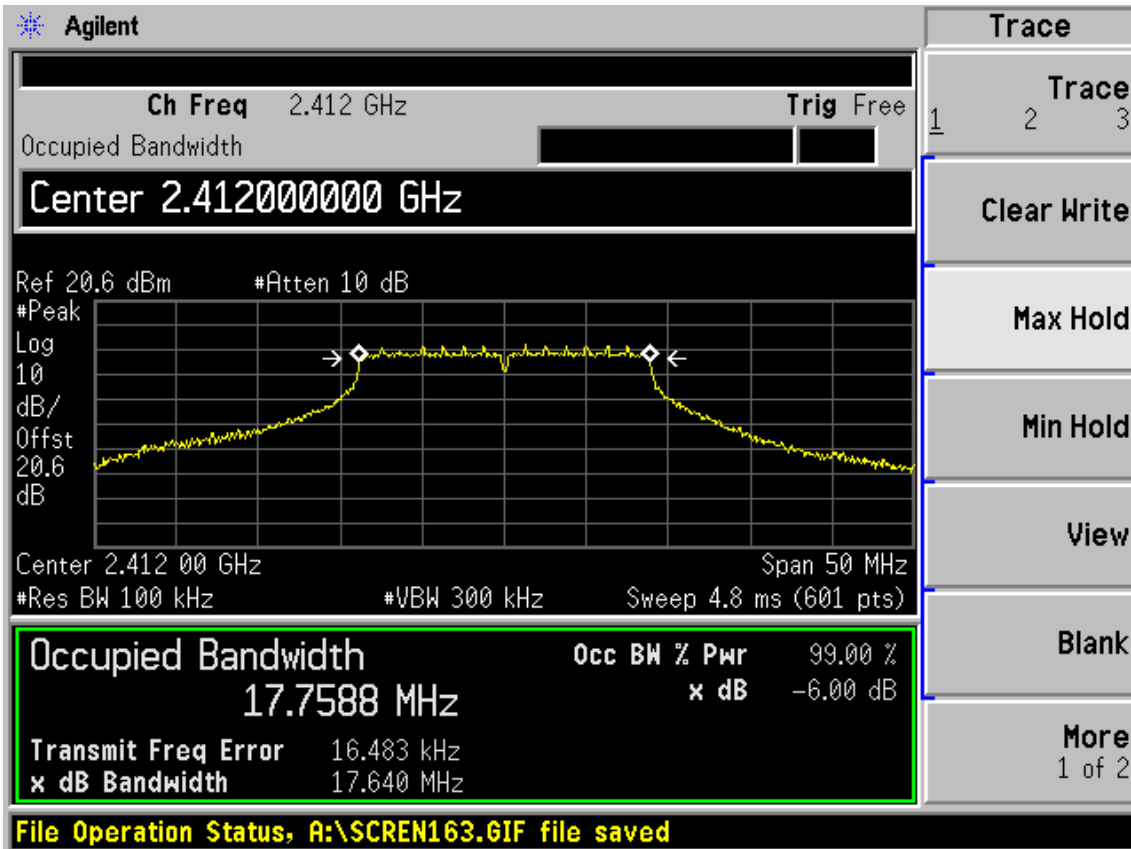 Agilent
Trace
Ch Freq 2.412 GHz Trig Free
Occupied Bandwidth
Center 2.412000000 GHz
Ref 20.6 dBm #Atten 10 dB
#Peak
Log
10
dB/
Offst
20.6
dB
Center 2.412 00 GHz Span 50 MHz
#Res BW 100 kHz #VBW 300 kHz Sweep 4.8 ms (601 pts)
Occupied Bandwidth
17.7588 MHz
Occ BW % Pwr 99.00 %
x dB -6.00 dB
Transmit Freq Error 16.483 kHz
x dB Bandwidth 17.640 MHz
File Operation Status, A:\SCREN163.GIF file saved
Trace
1 2 3
Clear Write
Max Hold
Min Hold
View
Blank
More
1 of 2